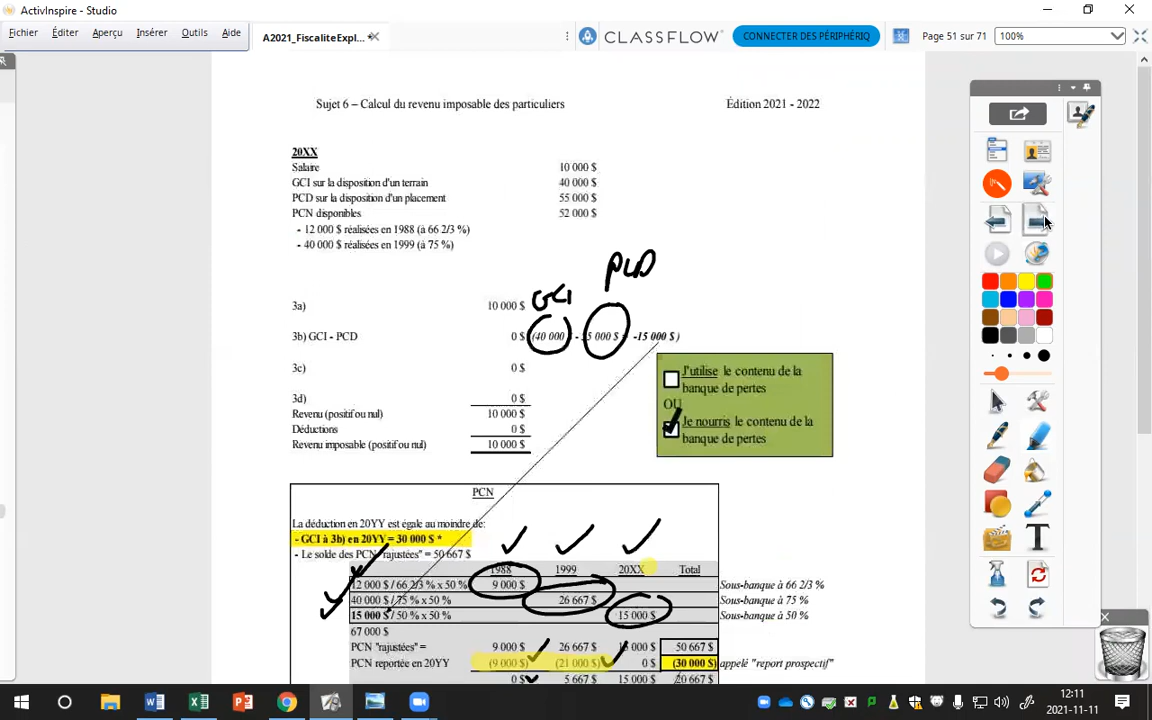 ActivInspire - Studio
Fichier Éditer Aperçu Insérer Outils Aide
A2021_FiscaliteExpl...
CLASSFLOW
CONNECTER DES PÉRIPHÉRIQ
Page 51 sur 71
100%
Sujet 6 – Calcul du revenu imposable des particuliers
Édition 2021 - 2022
20XX
Salaire 10 000 $
GCI sur la disposition d'un terrain 40 000 $
PCD sur la disposition d'un placement 55 000 $
PCN disponibles 52 000 $
- 12 000 $ réalisées en 1988 (à 66 2/3 %)
- 40 000 $ réalisées en 1999 (à 75 %)
PCD
GCI
3a) 10 000 $
3b) GCI - PCD 0 $ (40 000 $ - 55 000 $ = -15 000 $ )
3c) 0 $
3d) 0 $
Revenu (positif ou nul) 10 000 $
Déductions 0 $
Revenu imposable (positif ou nul) 10 000 $
J'utilise le contenu de la
banque de pertes
OU
Je nourris le contenu de la
banque de pertes
PCN
La déduction en 20YY est égale au moindre de:
- GCI à 3b) en 20YY = 30 000 $ *
- Le solde des PCN "rajustées" = 50 667 $
1988 1999 20XX Total
12 000 $ / 66 2/3 % x 50 % 9 000 $ Sous-banque à 66 2/3 %
40 000 $ / 75 % x 50 % 26 667 $ Sous-banque à 75 %
15 000 $ / 50 % x 50 % 15 000 $ Sous-banque à 50 %
67 000 $
PCN "rajustées" = 9 000 $ 26 667 $ 15 000 $ 50 667 $
PCN reportée en 20YY (9 000 $) (21 000 $) 0 $ (30 000 $) appelé "report prospectif"
0 $ 5 667 $ 15 000 $ 20 667 $
12:11
2021-11-11